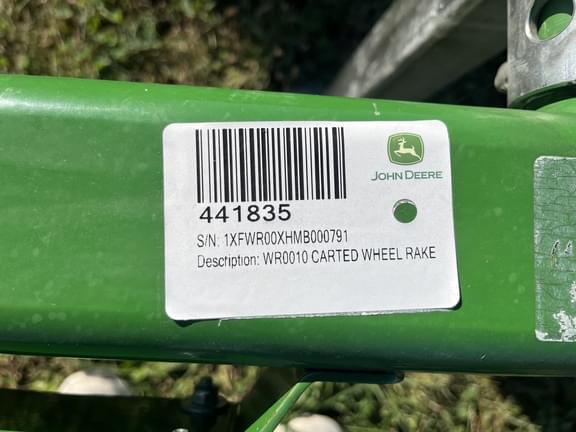 JOHN DEERE
441835
S/N: 1XFWR00XHMB000791
Description: WR0010 CARTED WHEEL RAKE